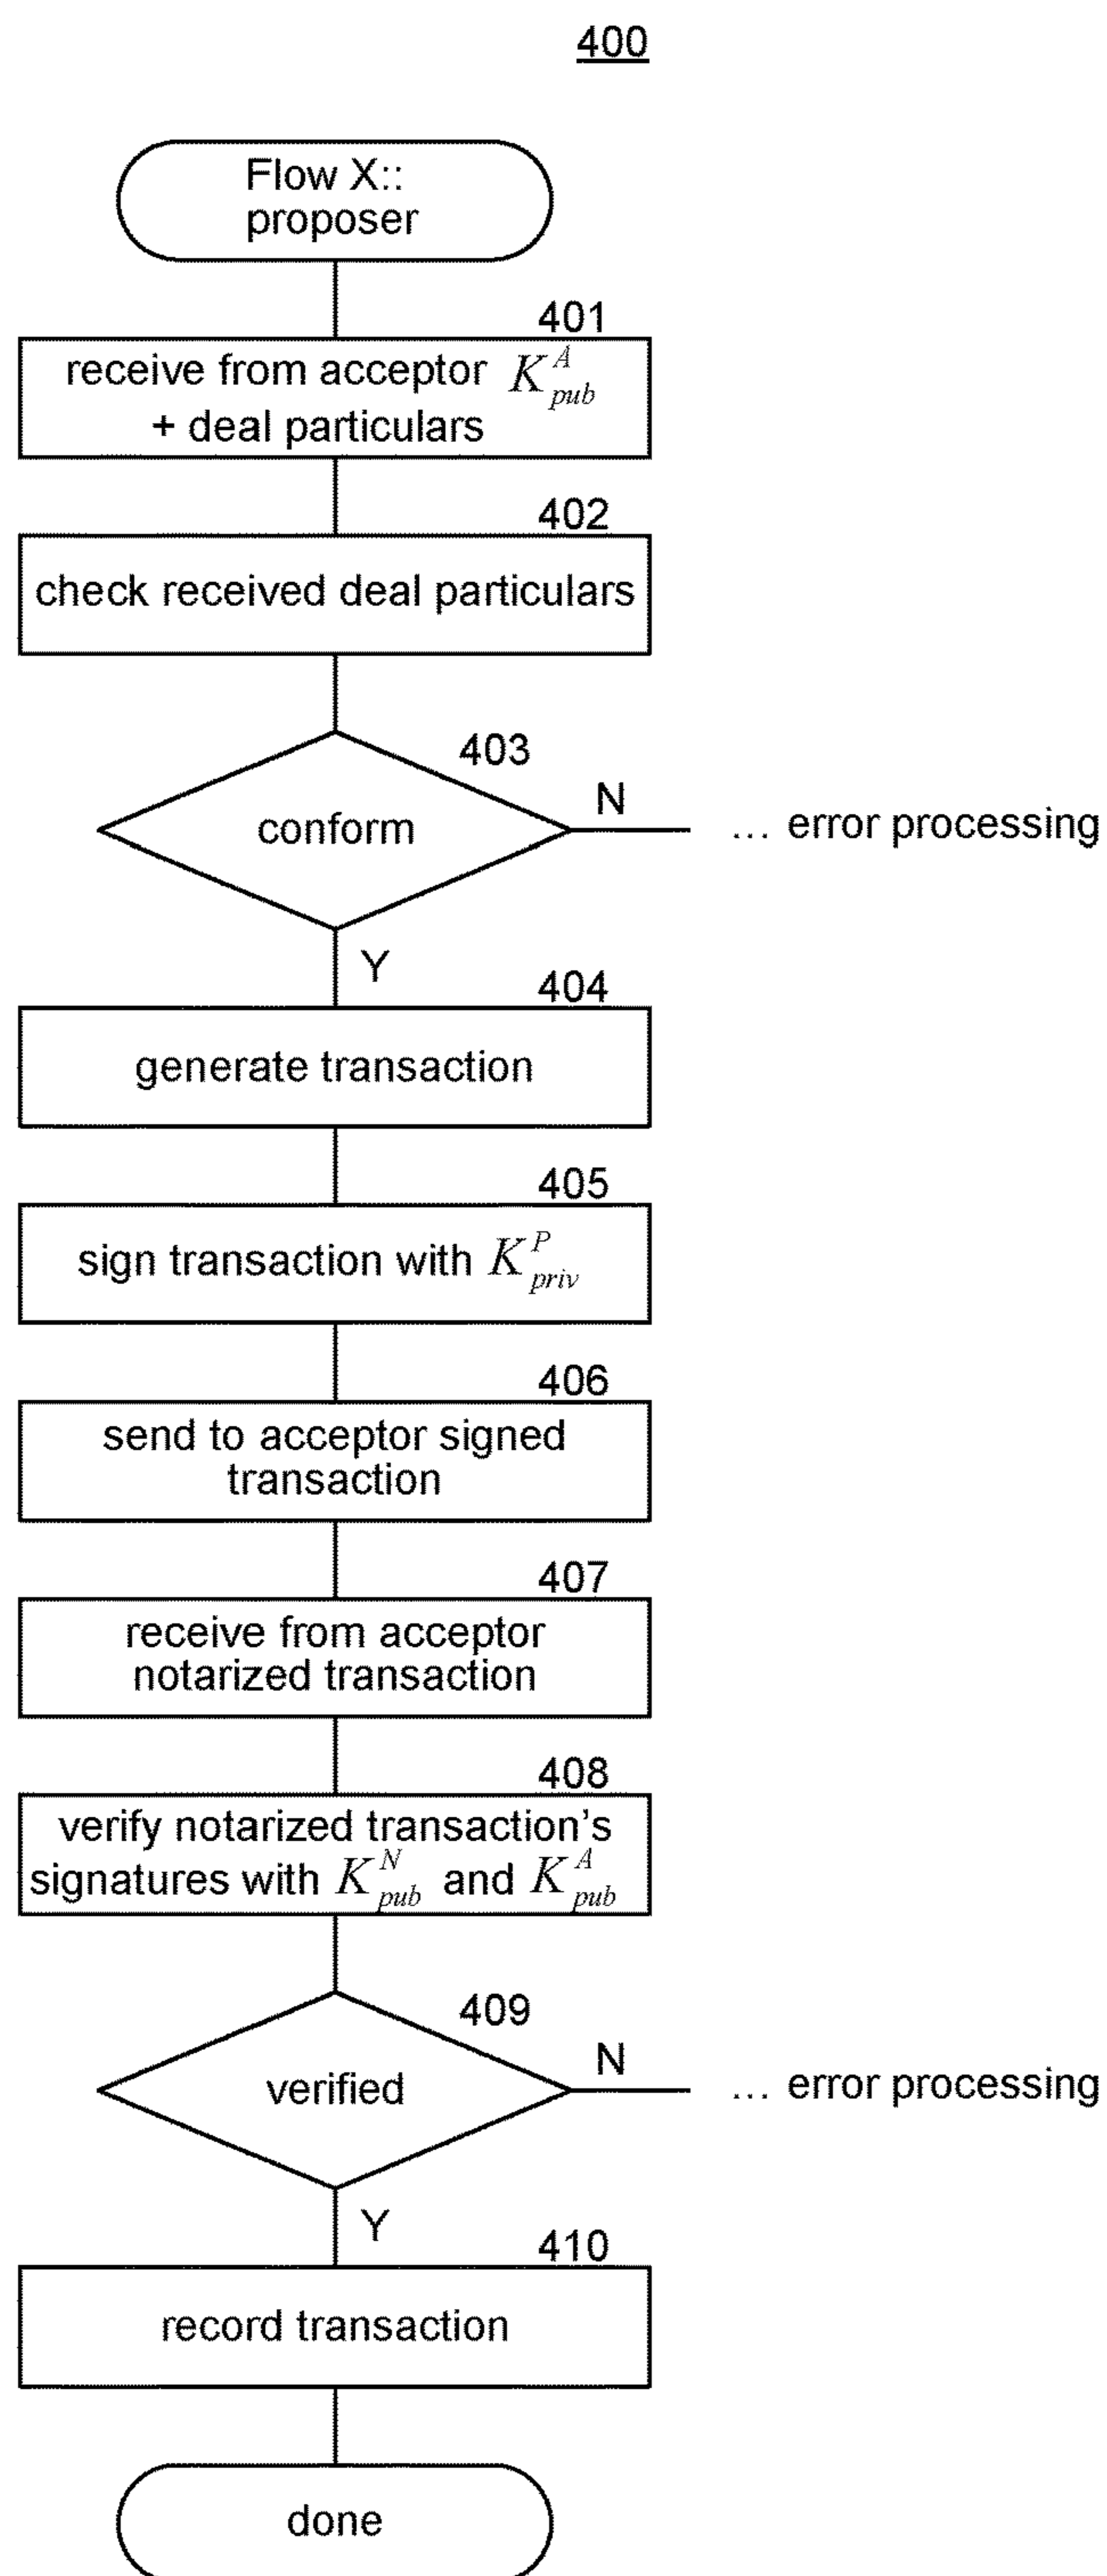 400
Flow X::
proposer
401
receive from acceptor K^A_pub
+ deal particulars
402
check received deal particulars
403
conform
N
... error processing
Y
404
generate transaction
405
sign transaction with K^P_priv
406
send to acceptor signed
transaction
407
receive from acceptor
notarized transaction
408
verify notarized transaction's
signatures with K^N_pub and K^A_pub
409
verified
N
... error processing
Y
410
record transaction
done